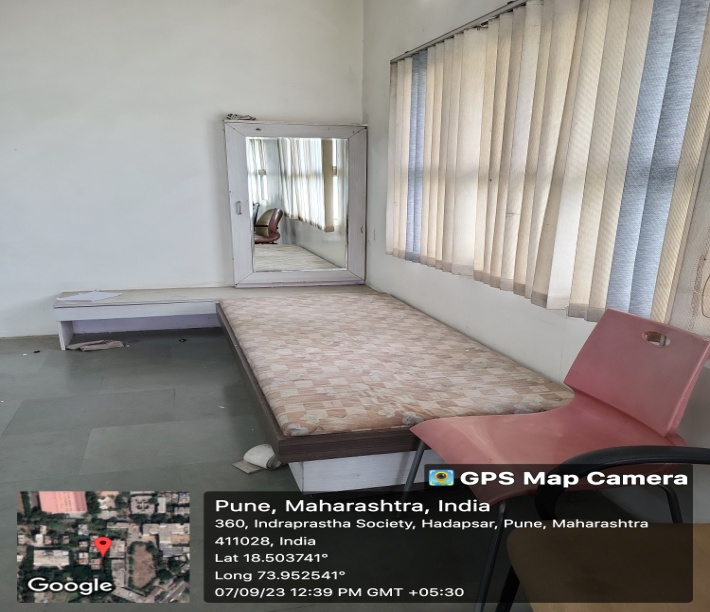 GPS Map Camera
Pune, Maharashtra, India
360, Indraprastha Society, Hadapsar, Pune, Maharashtra
411028, India
Lat 18.503741°
Long 73.952541°
07/09/23 12:39 PM GMT +05:30
Google